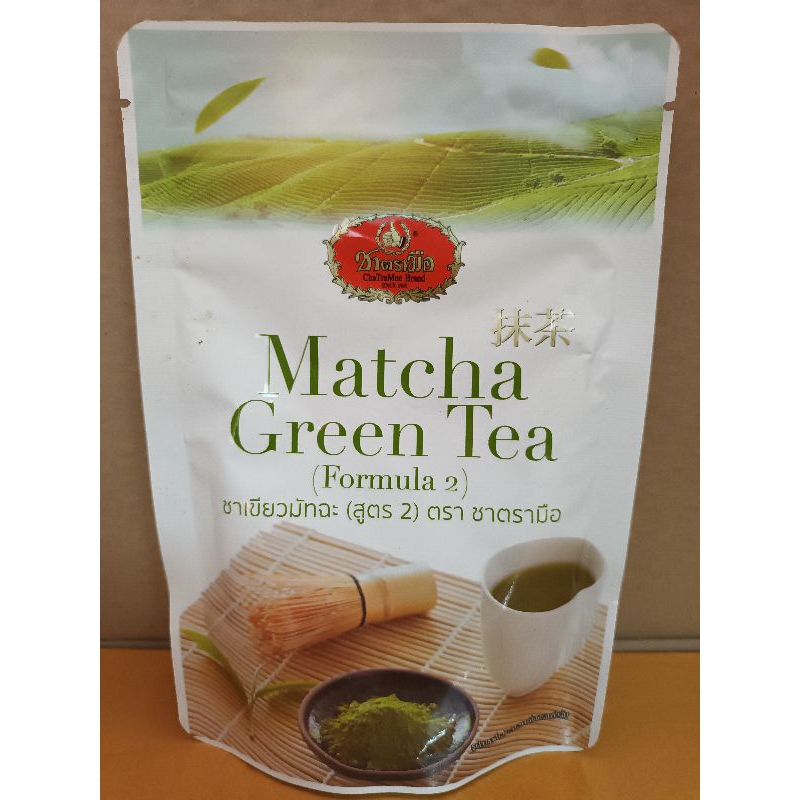 ®
ชาตรามือ
ChaTraMue Brand
SINCE 1945
抹茶
Matcha
Green Tea
(Formula 2)
ชาเขียวมัทฉะ (สูตร 2) ตรา ชาตรามือ